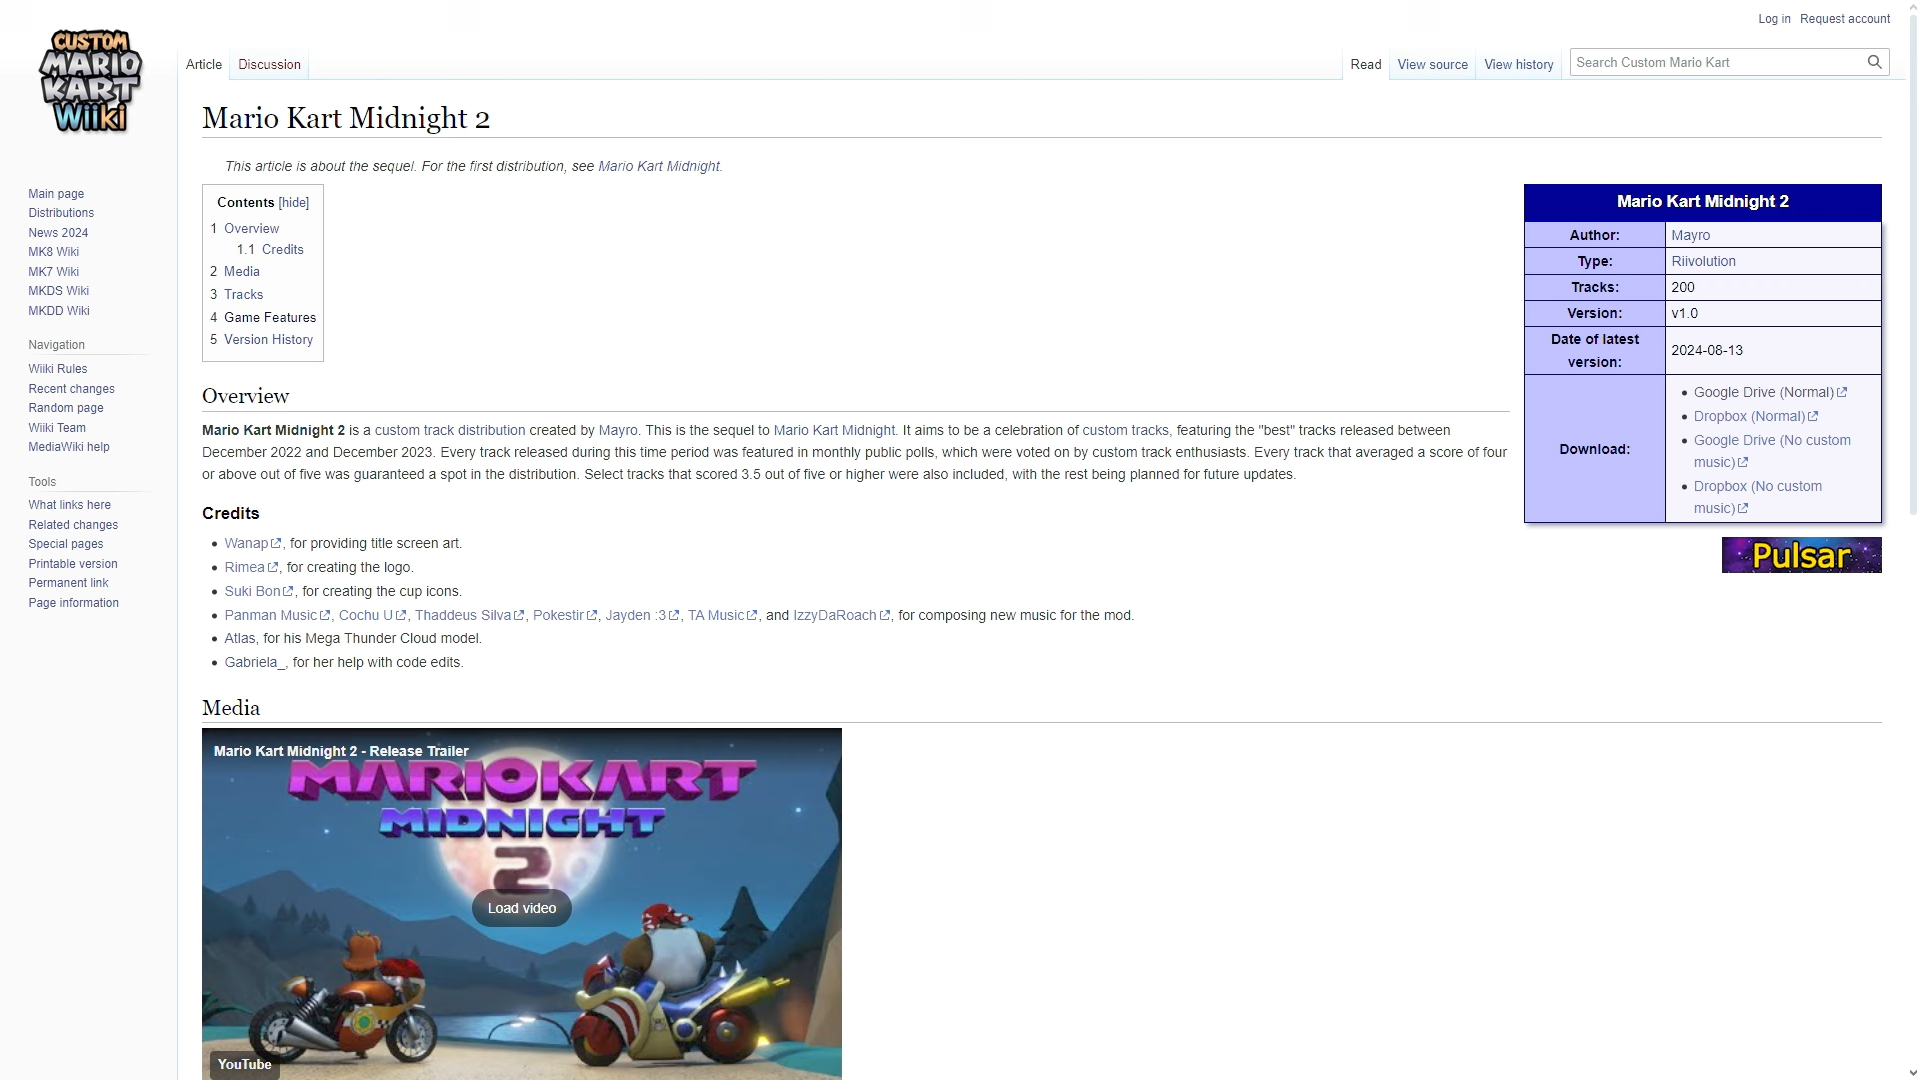 Log in Request account
CUSTOM
MARIO
KART
Wiiki
Article Discussion
Read View source View history Search Custom Mario Kart
Mario Kart Midnight 2
This article is about the sequel. For the first distribution, see Mario Kart Midnight.
Main page
Distributions
News 2024
MK8 Wiki
MK7 Wiki
MKDS Wiki
MKDD Wiki
Navigation
Wiiki Rules
Recent changes
Random page
Wiiki Team
MediaWiki help
Tools
What links here
Related changes
Special pages
Printable version
Permanent link
Page information
Contents [hide]
1 Overview
1.1 Credits
2 Media
3 Tracks
4 Game Features
5 Version History
Mario Kart Midnight 2
Author: Mayro
Type: Riivolution
Tracks: 200
Version: v1.0
Date of latest
version: 2024-08-13
Download:
• Google Drive (Normal)
• Dropbox (Normal)
• Google Drive (No custom
music)
• Dropbox (No custom
music)
Pulsar
Overview
Mario Kart Midnight 2 is a custom track distribution created by Mayro. This is the sequel to Mario Kart Midnight. It aims to be a celebration of custom tracks, featuring the "best" tracks released between
December 2022 and December 2023. Every track released during this time period was featured in monthly public polls, which were voted on by custom track enthusiasts. Every track that averaged a score of four
or above out of five was guaranteed a spot in the distribution. Select tracks that scored 3.5 out of five or higher were also included, with the rest being planned for future updates.
Credits
• Wanap, for providing title screen art.
• Rimea, for creating the logo.
• Suki Bon, for creating the cup icons.
• Panman Music, Cochu U, Thaddeus Silva, Pokestir, Jayden :3, TA Music, and IzzyDaRoach, for composing new music for the mod.
• Atlas, for his Mega Thunder Cloud model.
• Gabriela_, for her help with code edits.
Media
Mario Kart Midnight 2 - Release Trailer
MARIO KART
MIDNIGHT
2
Load video
YouTube